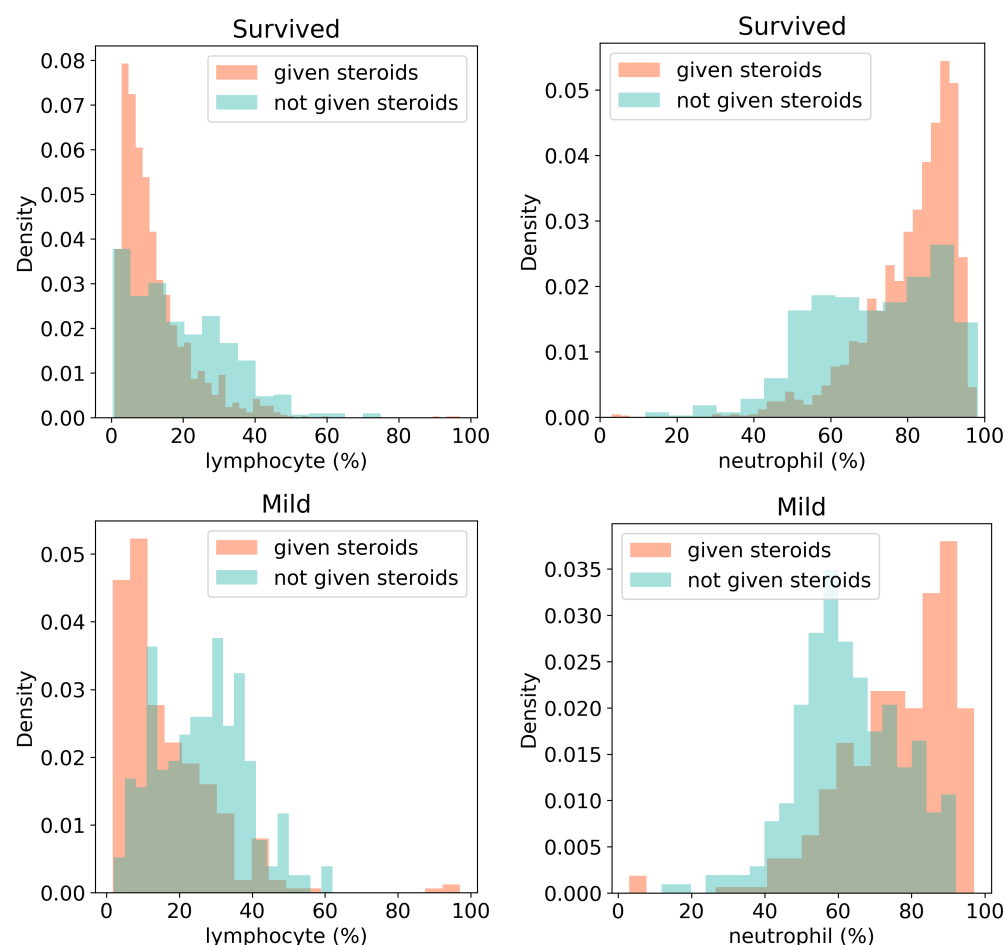 Survived
given steroids
not given steroids
Density
0.08
0.07
0.06
0.05
0.04
0.03
0.02
0.01
0.00
0 20 40 60 80 100
lymphocyte (%)
Survived
given steroids
not given steroids
Density
0.05
0.04
0.03
0.02
0.01
0.00
0 20 40 60 80 100
neutrophil (%)
Mild
given steroids
not given steroids
Density
0.05
0.04
0.03
0.02
0.01
0.00
0 20 40 60 80 100
lymphocyte (%)
Mild
given steroids
not given steroids
Density
0.035
0.030
0.025
0.020
0.015
0.010
0.005
0.000
0 20 40 60 80 100
neutrophil (%)